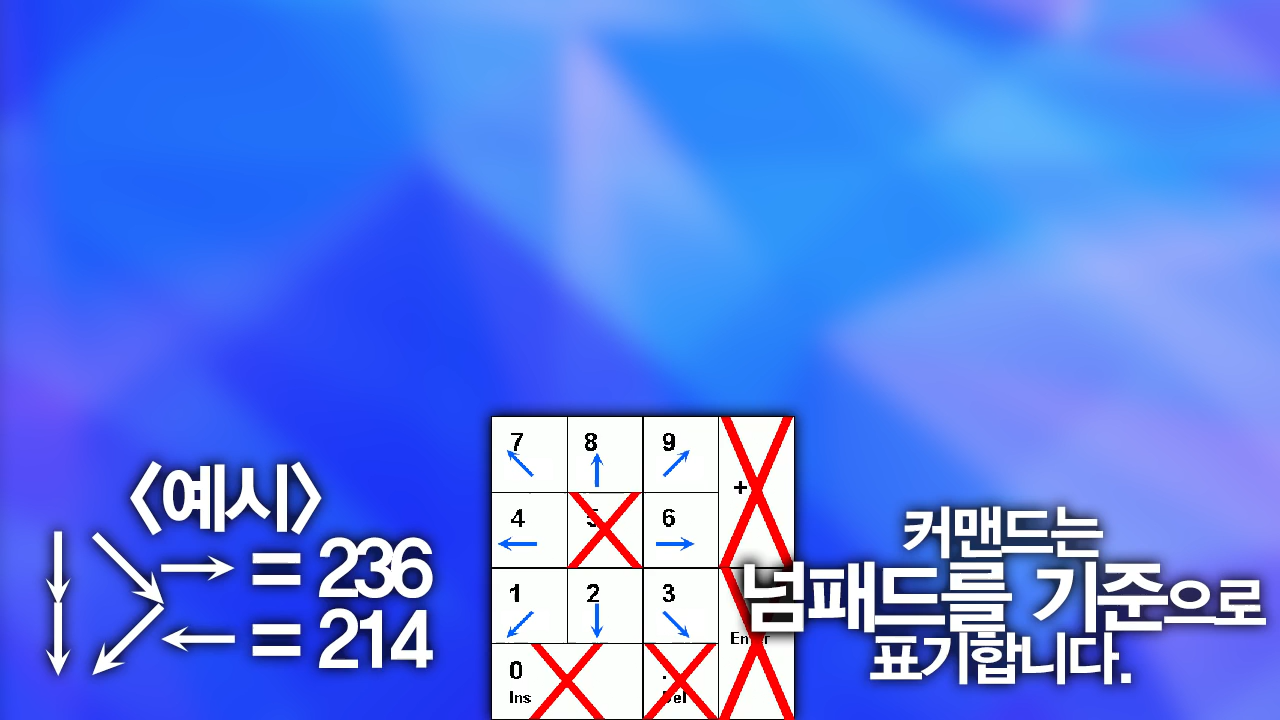 <예시>
= 236
= 214
7 8 9
+
4 5 6
1 2 3
Enter
0 .
Ins Del
커맨드는
넘패드를 기준으로
표기합니다.